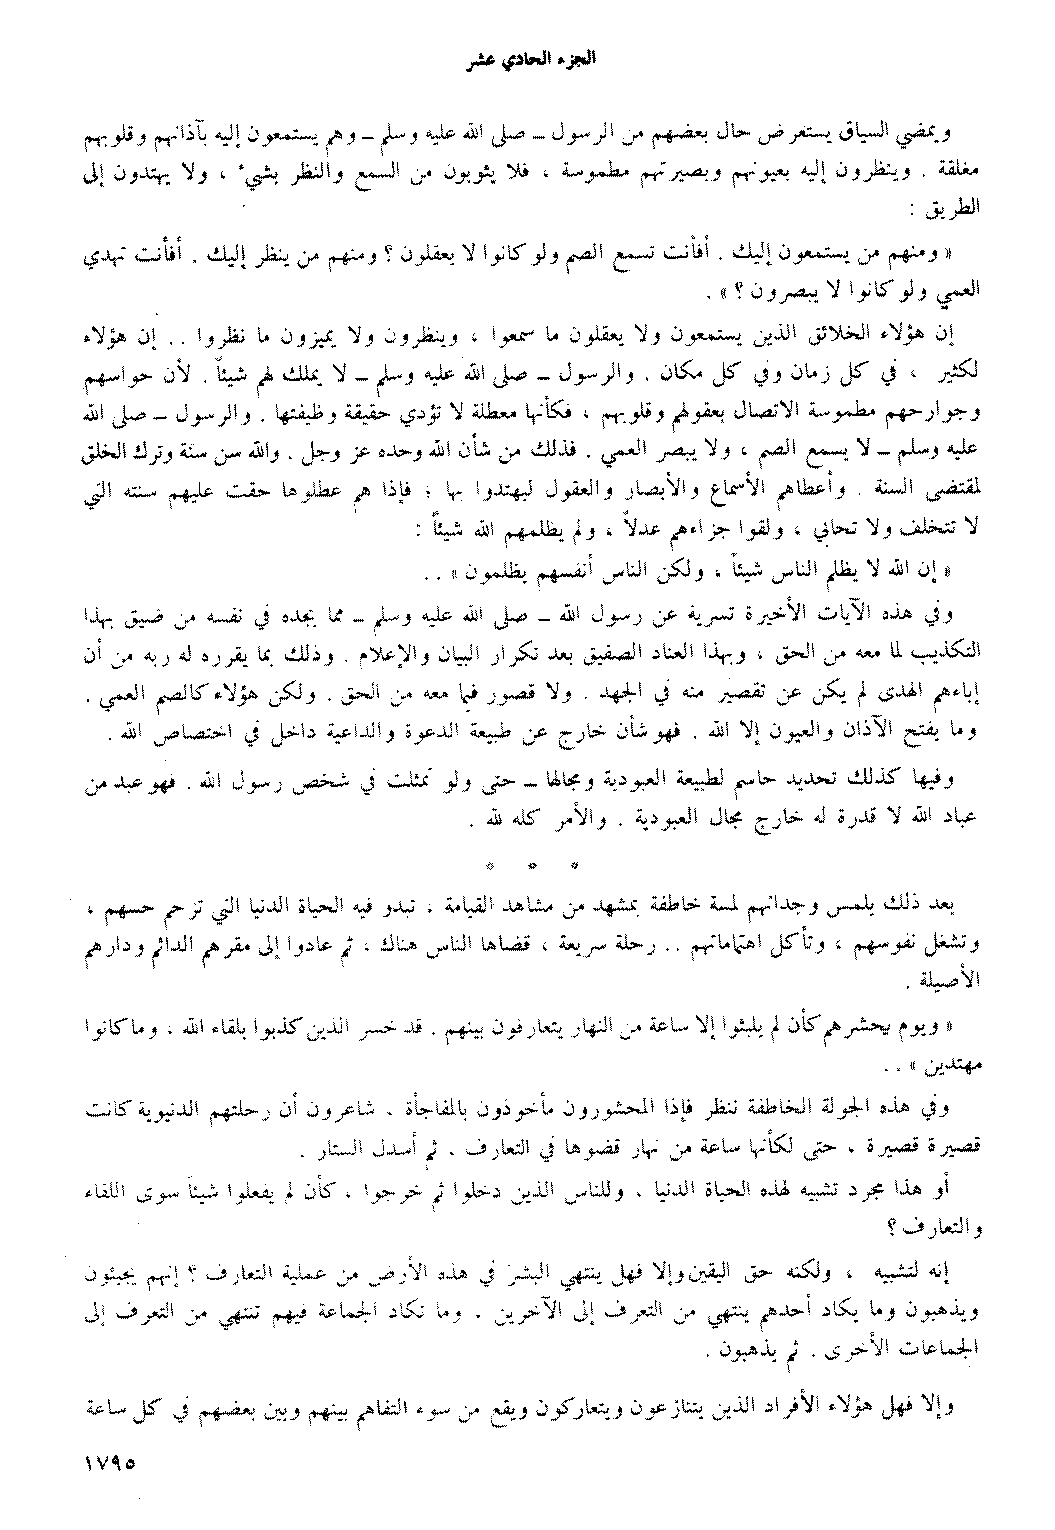 الجزء الحادي عشر
ويمضي السياق يستعرض حال بعضهم من الرسول ــ صلى الله عليه وسلم ــ وهم يستمعون إليه بآذانهم وقلوبهم
مغلقة . وينظرون إليه بعيونهم وبصيرتهم مطموسة ، فلا يثوبون من السمع والنظر بشيء ، ولا يهتدون إلى
الطريق :
« ومنهم من يستمعون إليك . أفأنت تسمع الصم ولو كانوا لا يعقلون ؟ ومنهم من ينظر إليك . أفأنت تهدي
العمي ولو كانوا لا يبصرون ؟ » .
إن هؤلاء الخلائق الذين يستمعون ولا يعقلون ما سمعوا ، وينظرون ولا يميزون ما نظروا .. إن هؤلاء
لكثير ، في كل زمان وفي كل مكان . والرسول ــ صلى الله عليه وسلم ــ لا يملك لهم شيئاً . لأن حواسهم
وجوارحهم مطموسة الاتصال بعقولهم وقلوبهم ، فكأنها معطلة لا تؤدي حقيقة وظيفتها . والرسول ــ صلى الله
عليه وسلم ــ لا يسمع الصم ، ولا يبصر العمي . فذلك من شأن الله وحده عز وجل . والله سن سنة وترك الخلق
لمقتضى السنة . وأعطاهم الأسماع والأبصار والعقول ليهتدوا بها ؛ فإذا هم عطلوها حقت عليهم سنته التي
لا تتخلف ولا تحابي ، ولقوا جزاءهم عدلاً ، ولم يظلمهم الله شيئاً :
« إن الله لا يظلم الناس شيئاً ، ولكن الناس أنفسهم يظلمون » ..
وفي هذه الآيات الأخيرة تسرية عن رسول الله ــ صلى الله عليه وسلم ــ مما يجده في نفسه من ضيق بهذا
التكذيب لما معه من الحق ، وبهذا العناد الصفيق بعد تكرار البيان والإعلام . وذلك بما يقرره له ربه من أن
إباءهم الهدى لم يكن عن تقصير منه في الجهد . ولا قصور فيما معه من الحق . ولكن هؤلاء كالصم العمي .
وما يفتح الآذان والعيون إلا الله . فهو شأن خارج عن طبيعة الدعوة والداعية داخل في اختصاص الله .
وفيها كذلك تحديد حاسم لطبيعة العبودية ومجالها ــ حتى ولو تمثلت في شخص رسول الله . فهو عبد من
عباد الله لا قدرة له خارج مجال العبودية . والأمر كله لله .
* * *
بعد ذلك يلمس وجدانهم لمسة خاطفة بمشهد من مشاهد القيامة ، تبدو فيه الحياة الدنيا التي تزحم حسهم ،
وتشغل نفوسهم ، وتأكل اهتماماتهم .. رحلة سريعة ، قضاها الناس هناك ، ثم عادوا إلى مقرهم الدائم ودارهم
الأصيلة .
« ويوم يحشرهم كأن لم يلبثوا إلا ساعة من النهار يتعارفون بينهم . قد خسر الذين كذبوا بلقاء الله ، وما كانوا
مهتدين » ..
وفي هذه الجولة الخاطفة ننظر فإذا المحشورون مأخوذون بالمفاجأة ، شاعرون أن رحلتهم الدنيوية كانت
قصيرة قصيرة ، حتى لكأنها ساعة من نهار قضوها في التعارف ، ثم أسدل الستار .
أو هذا مجرد تشبيه لهذه الحياة الدنيا ، وللناس الذين دخلوا ثم خرجوا ، كأن لم يفعلوا شيئاً سوى اللقاء
والتعارف ؟
إنه لتشبيه ، ولكنه حق اليقين وإلا فهل ينتهي البشر في هذه الأرض من عملية التعارف ؟ إنهم يجيئون
ويذهبون وما يكاد أحدهم ينتهي من التعرف إلى الآخرين . وما تكاد الجماعة فيهم تنتهي من التعرف إلى
الجماعات الأخرى . ثم يذهبون .
وإلا فهل هؤلاء الأفراد الذين يتنازعون ويتعاركون ويقع من سوء التفاهم بينهم وبين بعضهم في كل ساعة
١٧٩٥